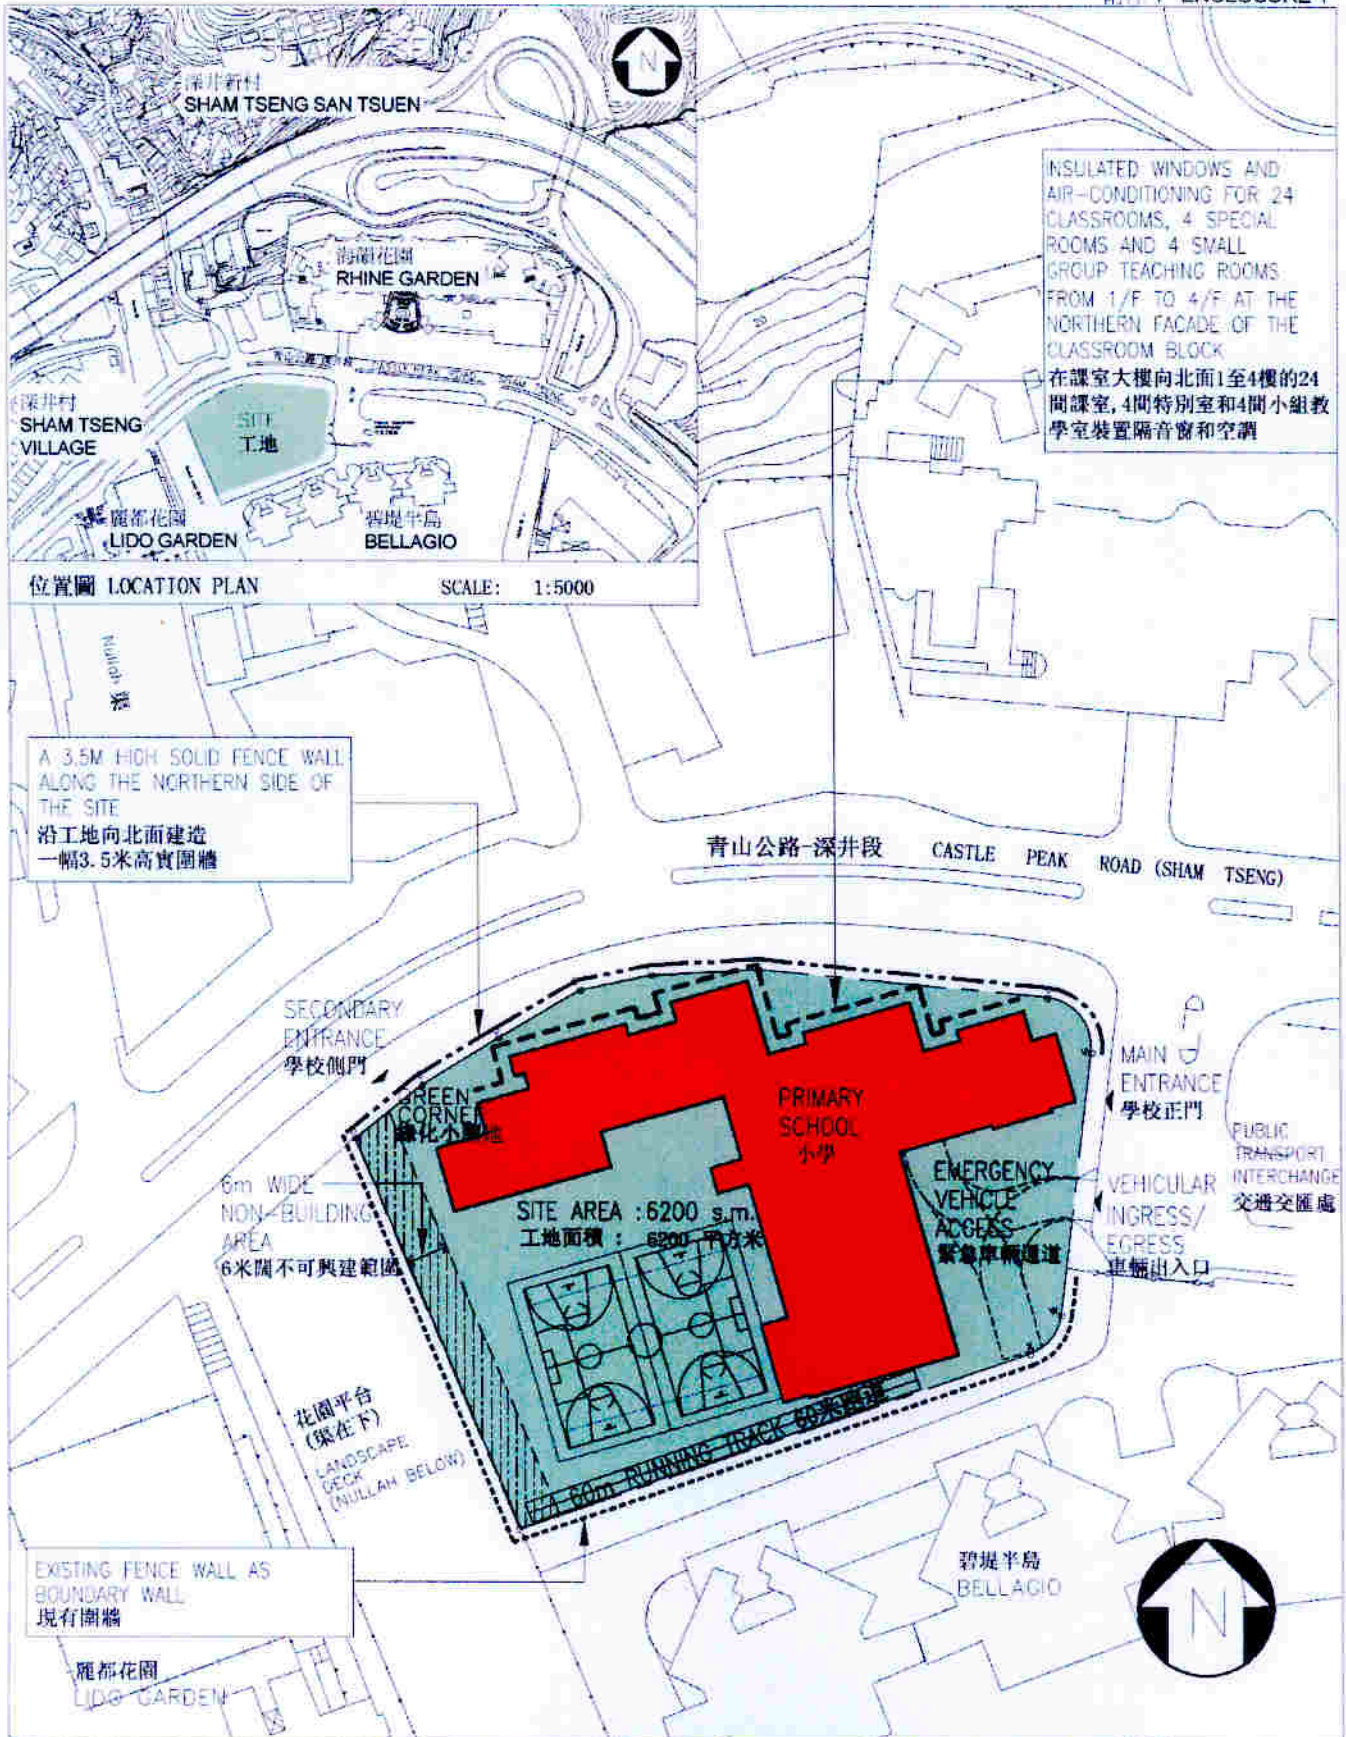 ENCLOSURE 1
深井新村
SHAM TSENG SAN TSUEN
N
海韻花園
RHINE GARDEN
深井村
SHAM TSENG
VILLAGE
SITE
工地
麗都花園
LIDO GARDEN
碧堤半島
BELLAGIO
位置圖 LOCATION PLAN
SCALE: 1:5000
INSULATED WINDOWS AND
AIR-CONDITIONING FOR 24
CLASSROOMS, 4 SPECIAL
ROOMS AND 4 SMALL
GROUP TEACHING ROOMS
FROM 1/F TO 4/F AT THE
NORTHERN FACADE OF THE
CLASSROOM BLOCK
在課室大樓向北面1至4樓的24
間課室,4間特別室和4間小組教
學室裝置隔音窗和空調
20
Nullah 渠
A 3.5M HIGH SOLID FENCE WALL
ALONG THE NORTHERN SIDE OF
THE SITE
沿工地向北面建造
一幅3.5米高實圍牆
青山公路-深井段 CASTLE PEAK ROAD (SHAM TSENG)
SECONDARY
ENTRANCE
學校側門
GREEN
CORNER
PRIMARY
SCHOOL
小學
MAIN
ENTRANCE
學校正門
PUBLIC
TRANSPORT
INTERCHANGE
交通交匯處
6m WIDE
NON-BUILDING
AREA
6米闊不可興建範圍
SITE AREA : 6200 s.m.
工地面積 : 6200 平方米
EMERGENCY
VEHICLE
ACCESS
緊急車輛通道
VEHICULAR
INGRESS/
EGRESS
車輛出入口
花園平台
(渠在下)
LANDSCAPE
DECK
(NULLAH BELOW)
A 60m RUNNING TRACK 60米跑道
EXISTING FENCE WALL AS
BOUNDARY WALL
現有圍牆
麗都花園
LIDO GARDEN
碧堤半島
BELLAGIO
N